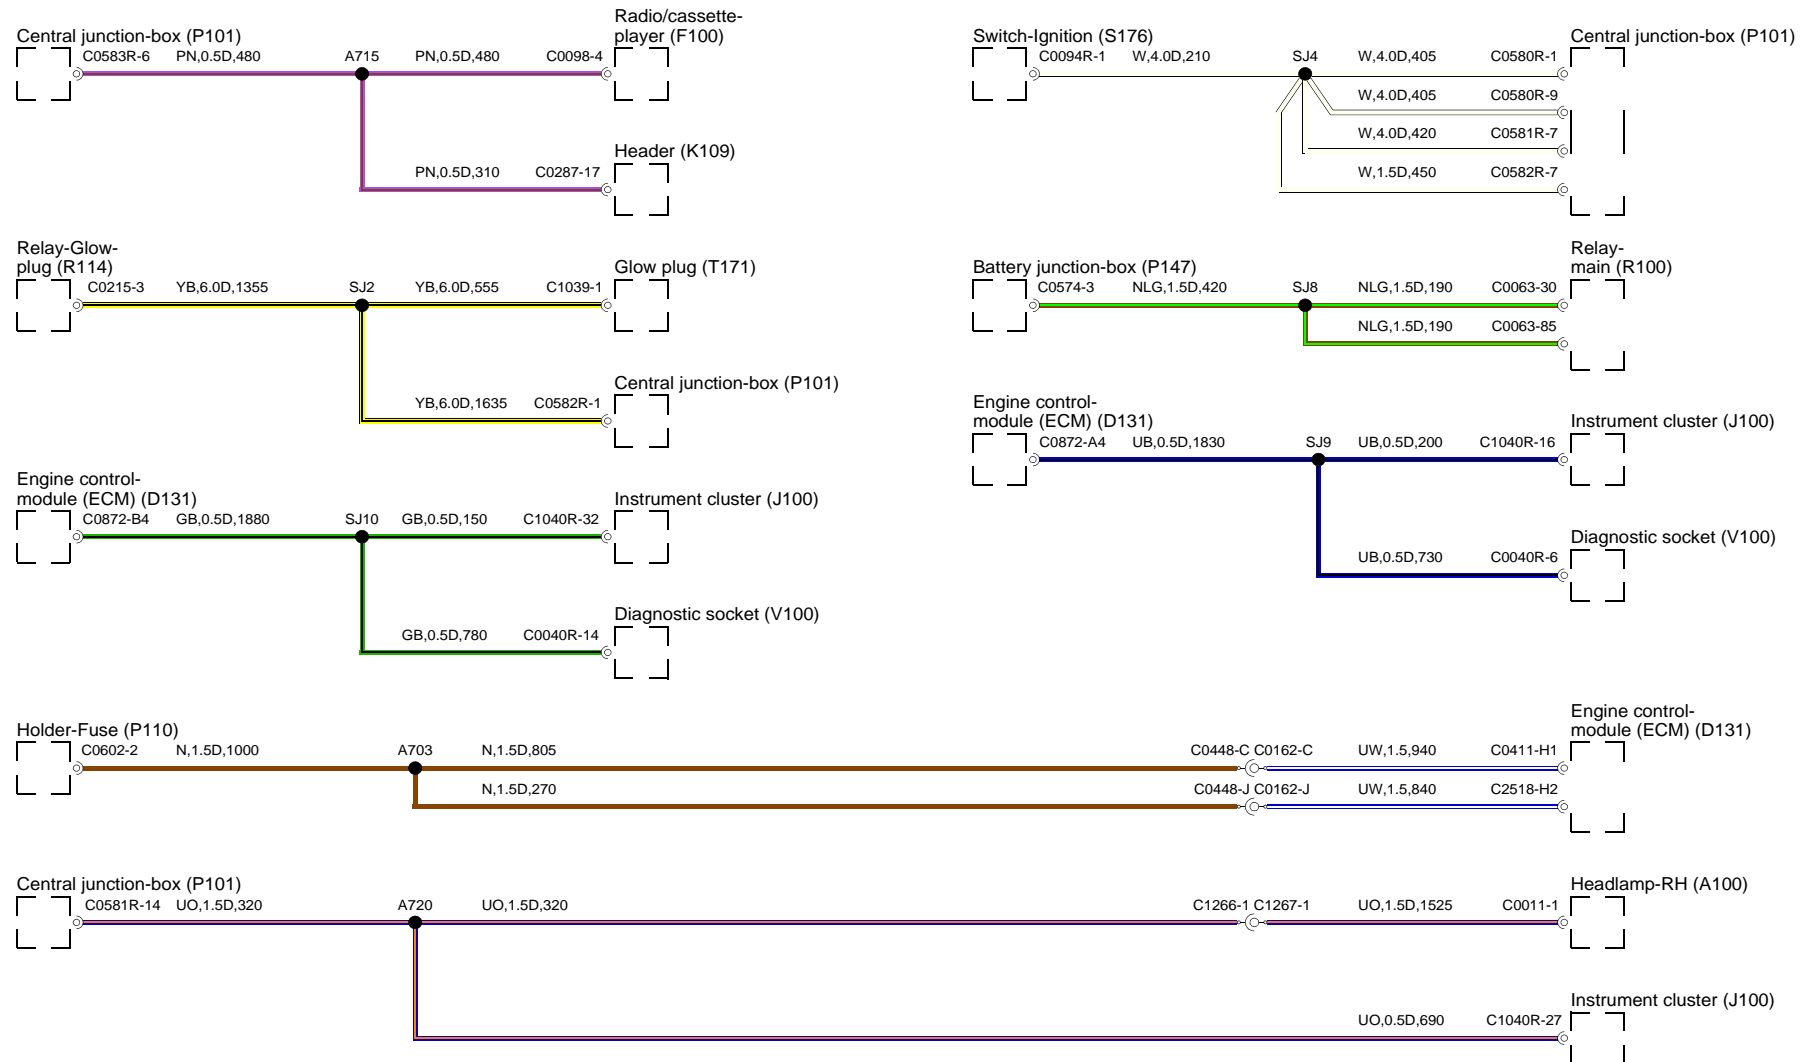 Central junction-box (P101)
C0583R-6 PN,0.5D,480 A715 PN,0.5D,480 C0098-4
Radio/cassette-
player (F100)
PN,0.5D,310 C0287-17
Header (K109)
Relay-Glow-
plug (R114)
C0215-3 YB,6.0D,1355 SJ2 YB,6.0D,555 C1039-1
Glow plug (T171)
YB,6.0D,1635 C0582R-1
Central junction-box (P101)
Engine control-
module (ECM) (D131)
C0872-B4 GB,0.5D,1880 SJ10 GB,0.5D,150 C1040R-32
Instrument cluster (J100)
GB,0.5D,780 C0040R-14
Diagnostic socket (V100)
Switch-Ignition (S176)
C0094R-1 W,4.0D,210 SJ4 W,4.0D,405 C0580R-1
Central junction-box (P101)
W,4.0D,405 C0580R-9
W,4.0D,420 C0581R-7
W,1.5D,450 C0582R-7
Battery junction-box (P147)
C0574-3 NLG,1.5D,420 SJ8 NLG,1.5D,190 C0063-30
Relay-
main (R100)
NLG,1.5D,190 C0063-85
Engine control-
module (ECM) (D131)
C0872-A4 UB,0.5D,1830 SJ9 UB,0.5D,200 C1040R-16
Instrument cluster (J100)
UB,0.5D,730 C0040R-6
Diagnostic socket (V100)
Holder-Fuse (P110)
C0602-2 N,1.5D,1000 A703 N,1.5D,805 C0448-C C0162-C UW,1.5,940 C0411-H1
Engine control-
module (ECM) (D131)
N,1.5D,270 C0448-J C0162-J UW,1.5,840 C2518-H2
Central junction-box (P101)
C0581R-14 UO,1.5D,320 A720 UO,1.5D,320 C1266-1 C1267-1 UO,1.5D,1525 C0011-1
Headlamp-RH (A100)
UO,0.5D,690 C1040R-27
Instrument cluster (J100)